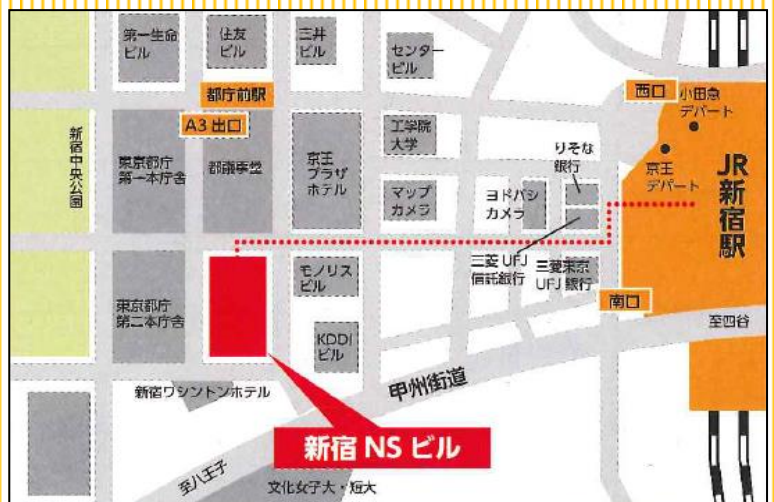 第一生命
ビル
住友
ビル
三井
ビル
センター
ビル
西口
小田急
デパート
都庁前駅
A3 出口
新宿中央公園
東京都庁
第一本庁舎
都議事堂
京王
プラザ
ホテル
工学院
大学
マップ
カメラ
ヨドバシ
カメラ
りそな
銀行
京王
デパート
JR新宿駅
三菱 UFJ
信託銀行
三菱東京
UFJ 銀行
南口
至四谷
東京都庁
第二本庁舎
モノリス
ビル
KDDI
ビル
新宿ワシントンホテル
甲州街道
新宿 NS ビル
至八王子
文化女子大・短大